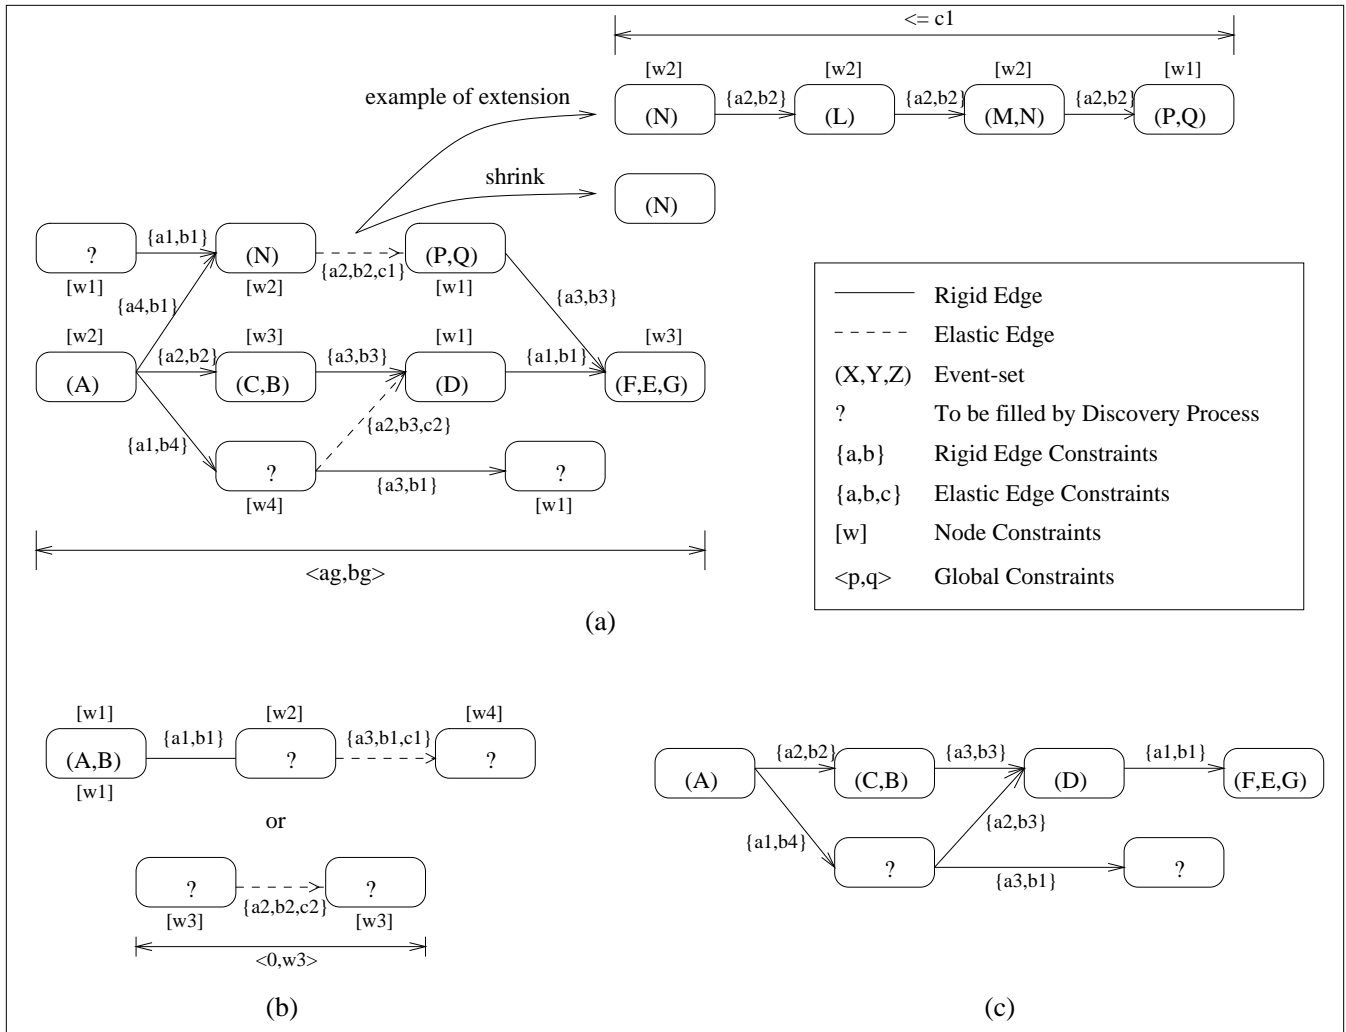 <= c1
[w2] [w2] [w2] [w1]
example of extension
(N) {a2,b2} (L) {a2,b2} (M,N) {a2,b2} (P,Q)
shrink
(N)
? {a1,b1} (N) {a2,b2,c1} (P,Q)
[w1] [w2] [w1]
{a4,b1} {a3,b3}
[w2] [w3] [w1] [w3]
(A) {a2,b2} (C,B) {a3,b3} (D) {a1,b1} (F,E,G)
{a1,b4} {a2,b3,c2}
? {a3,b1} ?
[w4] [w1]
<ag,bg>
Rigid Edge
Elastic Edge
(X,Y,Z) Event-set
? To be filled by Discovery Process
{a,b} Rigid Edge Constraints
{a,b,c} Elastic Edge Constraints
[w] Node Constraints
<p,q> Global Constraints
(a)
[w1] [w2] [w4]
(A,B) {a1,b1} ? {a3,b1,c1} ?
[w1]
or
? {a2,b2,c2} ?
[w3] [w3]
<0,w3>
(b)
(A) {a2,b2} (C,B) {a3,b3} (D) {a1,b1} (F,E,G)
{a1,b4} {a2,b3}
? {a3,b1} ?
(c)